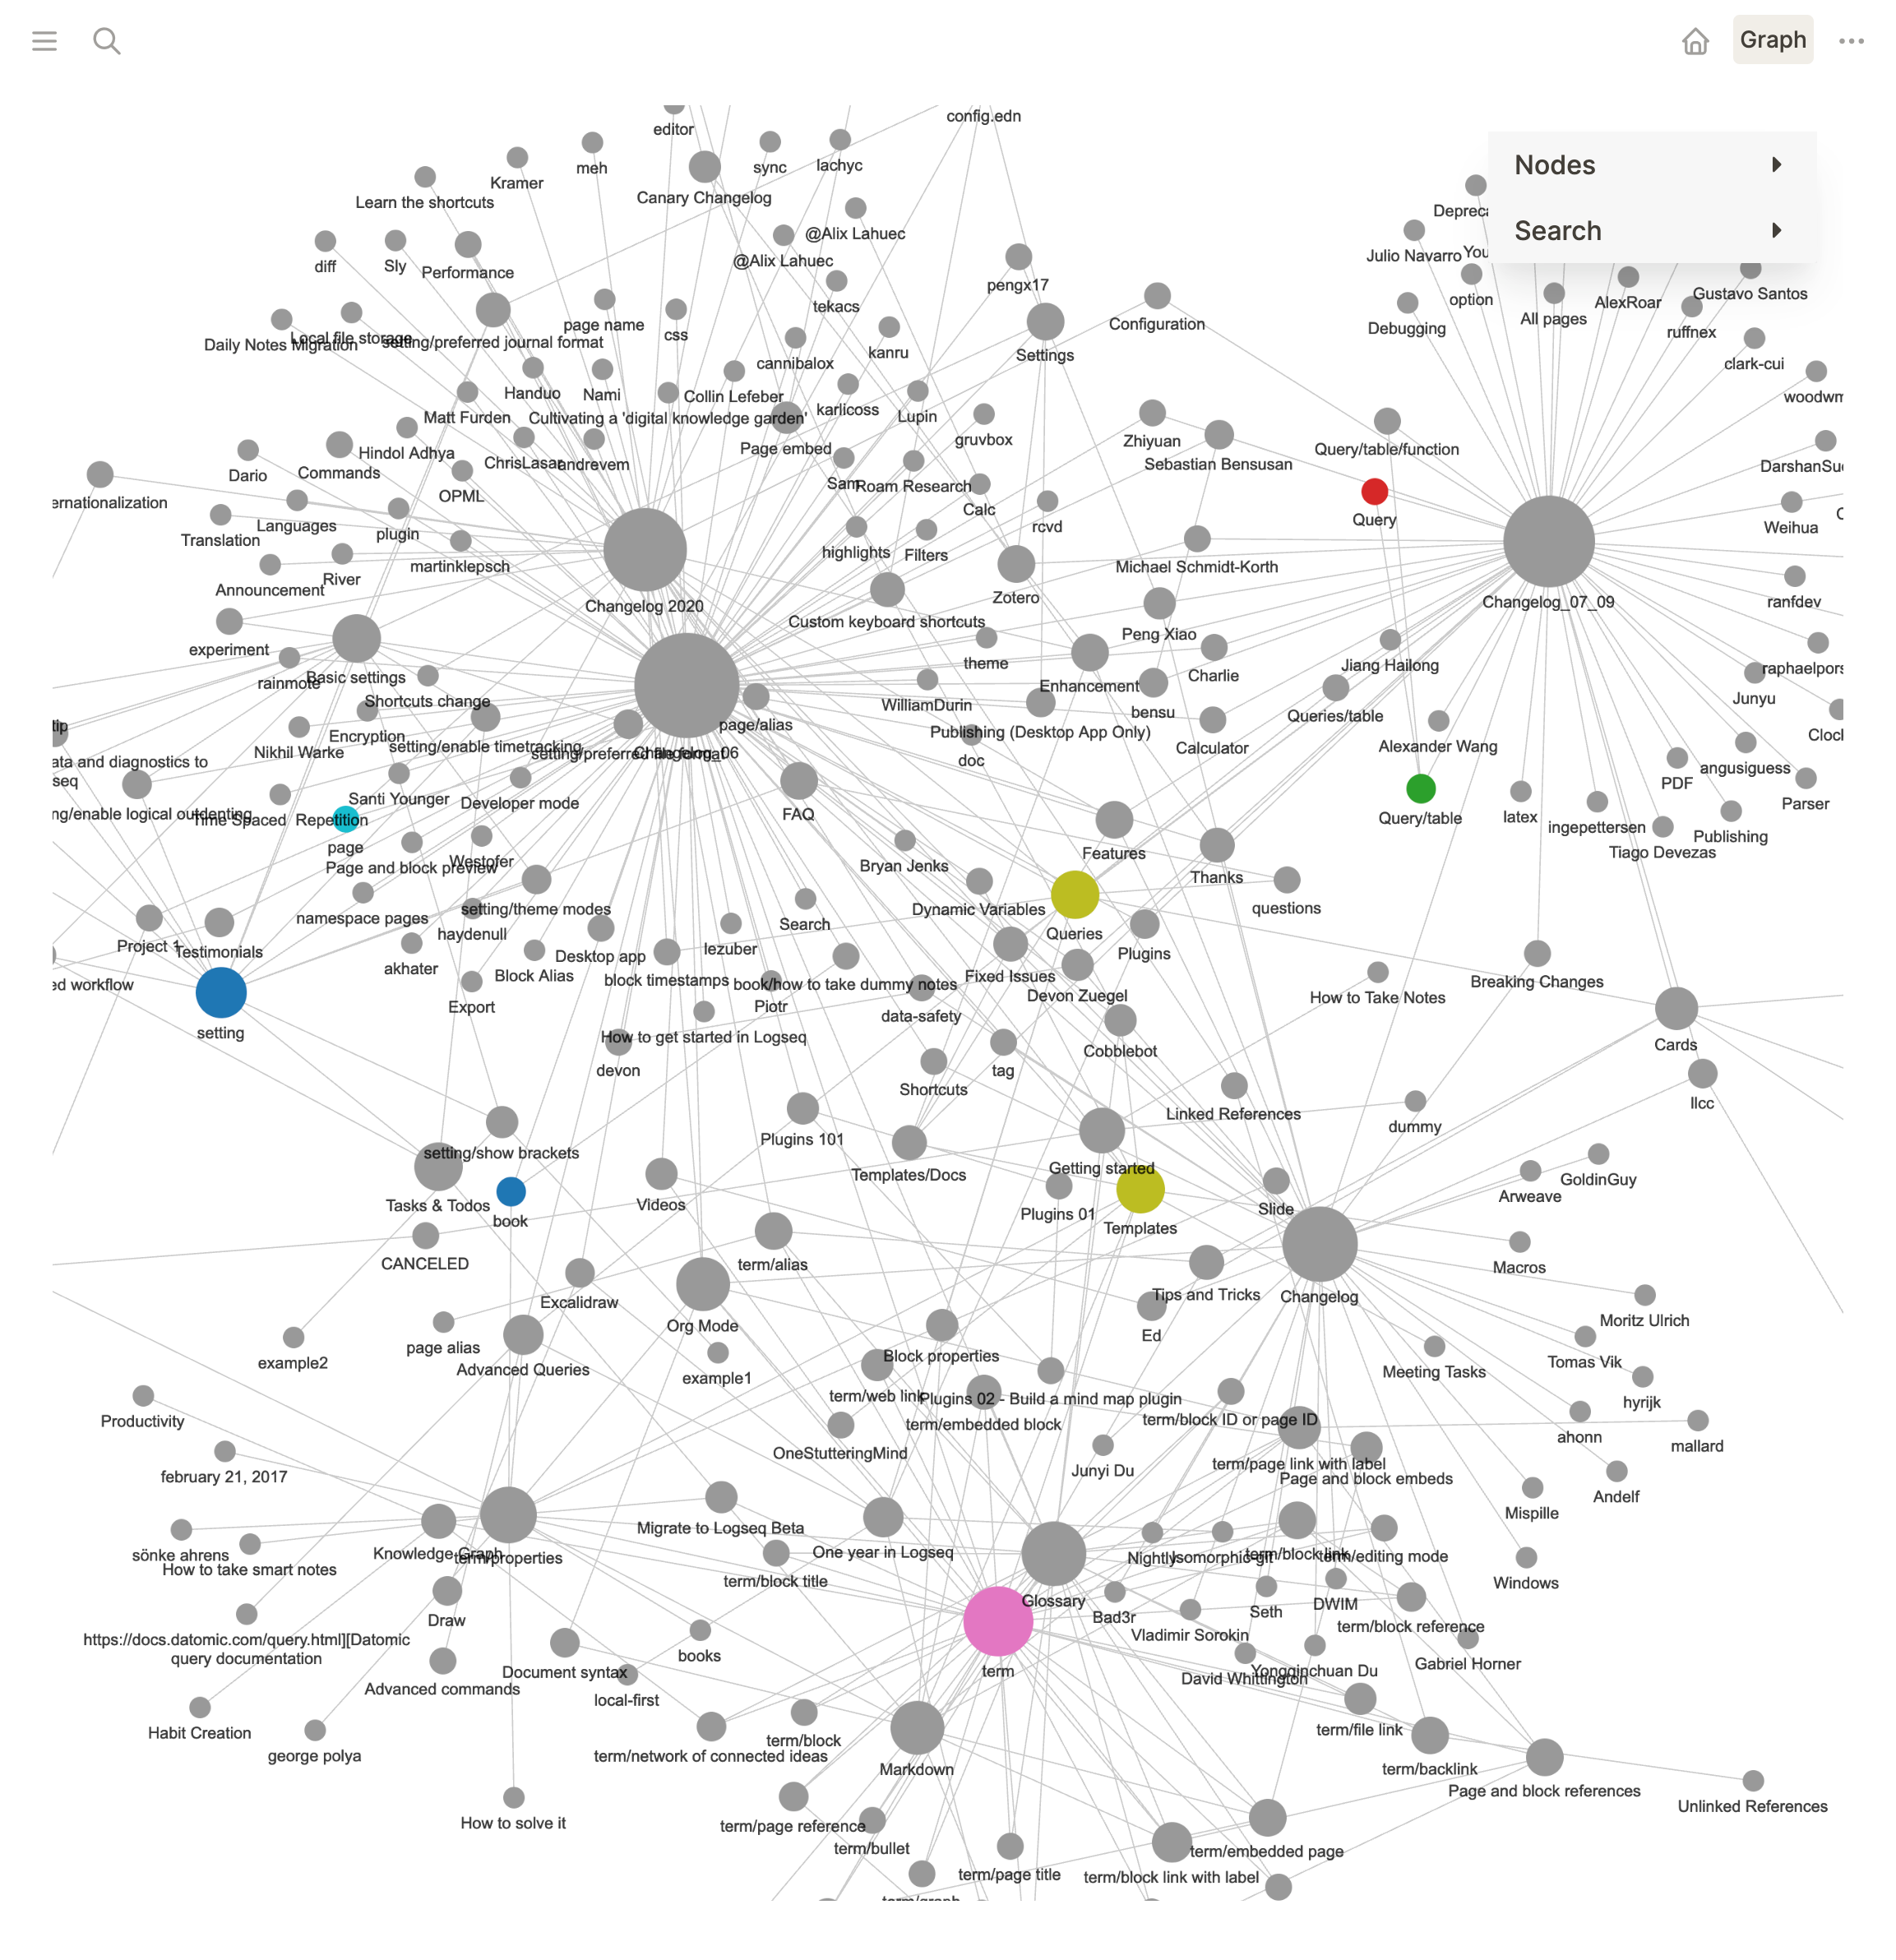 Graph
Nodes
Search
config.edn
editor
meh
sync
lachyc
Kramer
Canary Changelog
Learn the shortcuts
@Alix Lahuec
@Alix Lahuec
diff
Sly
Performance
tekacs
pengx17
Julio Navarro
You
option
AlexRoar
Gustavo Santos
page name
css
Configuration
Debugging
All pages
ruffnex
Daily Notes Migration
Local file storage
setting/preferred journal format
cannibalox
kanru
Settings
clark-cui
Handuo
Nami
Collin Lefeber
karlicoss
Lupin
Matt Furden
Cultivating a 'digital knowledge garden'
gruvbox
Zhiyuan
Page embed
Query/table/function
Hindol Adhya
ChrisLasar
andrevem
Sebastian Bensusan
Dario
Commands
OPML
Sam
Roam Research
Calc
Query
ernationalization
Languages
rcvd
Weihua
Translation
plugin
highlights
Filters
martinklepsch
Michael Schmidt-Korth
Announcement
River
Changelog 2020
Zotero
Changelog_07_09
ranfdev
Custom keyboard shortcuts
Peng Xiao
experiment
theme
Jiang Hailong
rainmote
Basic settings
Enhancement
Charlie
raphaelpors
Shortcuts change
WilliamDurin
bensu
Queries/table
Junyu
page/alias
Publishing (Desktop App Only)
Encryption
setting/enable timetracking
setting/preferred file format
Changelog_06
Nikhil Warke
doc
Calculator
Alexander Wang
ata and diagnostics to
seq
PDF
angusiguess
Santi Younger
Developer mode
Parser
ng/enable logical outdenting
Time Spaced Repetition
FAQ
Query/table
latex
ingepettersen
Publishing
page
Page and block preview
Westofer
Bryan Jenks
Features
Thanks
Tiago Devezas
namespace pages
setting/theme modes
Search
Dynamic Variables
questions
haydenull
Queries
Project 1
Testimonials
Desktop app
lezuber
Plugins
akhater
Block Alias
block timestamps
book/how to take dummy notes
Fixed Issues
ed workflow
Export
Piotr
Devon Zuegel
How to Take Notes
Breaking Changes
setting
data-safety
How to get started in Logseq
Cobblebot
Cards
devon
tag
Shortcuts
Linked References
llcc
dummy
Plugins 101
setting/show brackets
Templates/Docs
Getting started
GoldinGuy
Tasks & Todos
Videos
Plugins 01
Slide
Arweave
book
Templates
CANCELED
term/alias
Macros
Excalidraw
Tips and Tricks
Changelog
Org Mode
Ed
Moritz Ulrich
page alias
example2
Advanced Queries
Block properties
Tomas Vik
example1
Meeting Tasks
term/web link
Plugins 02 - Build a mind map plugin
hyrijk
Productivity
term/embedded block
term/block ID or page ID
ahonn
mallard
OneStutteringMind
february 21, 2017
Junyi Du
term/page link with label
Page and block embeds
Andelf
Mispille
Migrate to Logseq Beta
sönke ahrens
Knowledge Graph
term/properties
One year in Logseq
Nightly
Isomorphic-git
term/block link
term/editing mode
How to take smart notes
term/block title
Windows
Glossary
Draw
Bad3r
Seth
DWIM
https://docs.datomic.com/query.html][Datomic
query documentation
term/block reference
Vladimir Sorokin
books
Document syntax
term
David Whittington
Yongqinchuan Du
Gabriel Horner
Advanced commands
local-first
Habit Creation
term/file link
term/block
george polya
term/network of connected ideas
Markdown
term/backlink
Page and block references
Unlinked References
How to solve it
term/page reference
term/bullet
term/embedded page
term/page title
term/block link with label